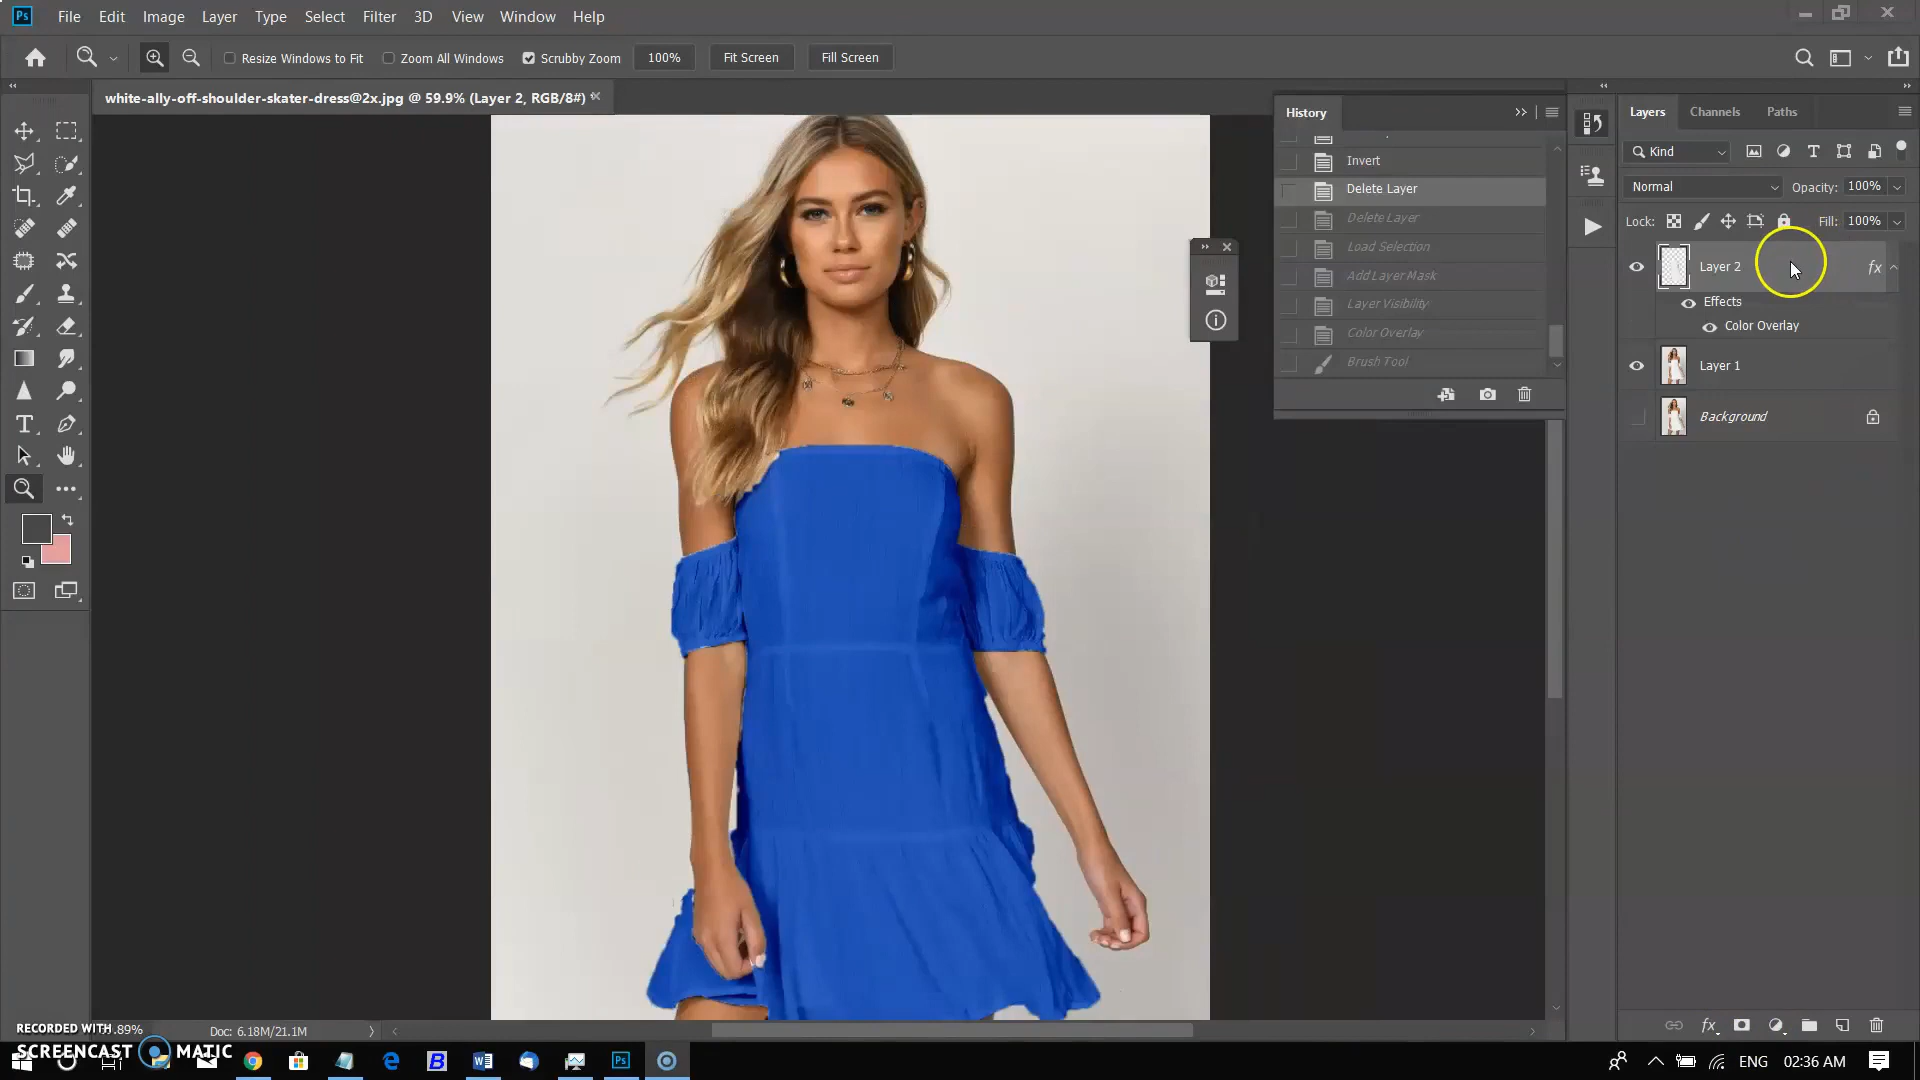 Ps File Edit Image Layer Type Select Filter 3D View Window Help
Resize Windows to Fit Zoom All Windows Scrubby Zoom 100% Fit Screen Fill Screen
white-ally-off-shoulder-skater-dress@2x.jpg @ 59.9% (Layer 2, RGB/8#) *
History
Invert
Delete Layer
Delete Layer
Load Selection
Add Layer Mask
Layer Visibility
Color Overlay
Brush Tool
Layers Channels Paths
Kind
Normal Opacity: 100%
Lock: Fill: 100%
Layer 2 fx
Effects
Color Overlay
Layer 1
Background
Doc: 6.18M/21.1M
fx
RECORDED WITH
SCREENCAST MATIC
ENG 02:36 AM